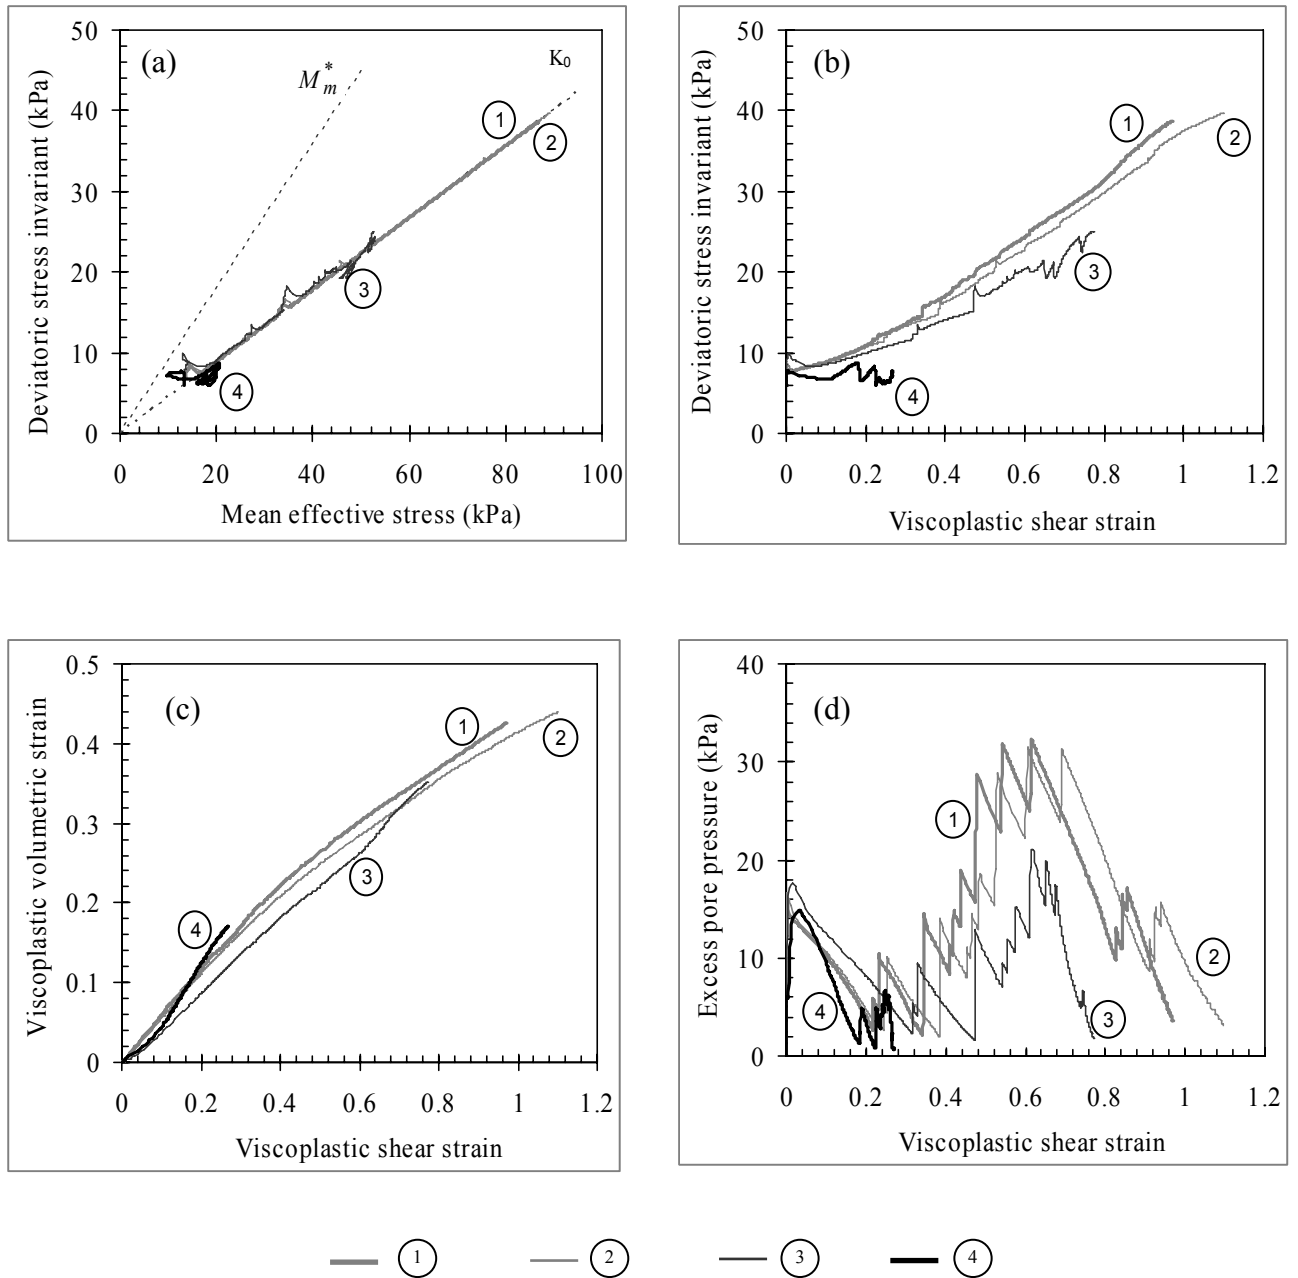 (a)
M*m
K0
1
2
3
4
50
40
30
20
10
0
0 20 40 60 80 100
Deviatoric stress invariant (kPa)
Mean effective stress (kPa)
(b)
1
2
3
4
50
40
30
20
10
0
0 0.2 0.4 0.6 0.8 1 1.2
Deviatoric stress invariant (kPa)
Viscoplastic shear strain
(c)
1
2
3
4
0.5
0.4
0.3
0.2
0.1
0
0 0.2 0.4 0.6 0.8 1 1.2
Viscoplastic volumetric strain
Viscoplastic shear strain
(d)
1
2
3
4
40
30
20
10
0
0 0.2 0.4 0.6 0.8 1 1.2
Excess pore pressure (kPa)
Viscoplastic shear strain
1 2 3 4